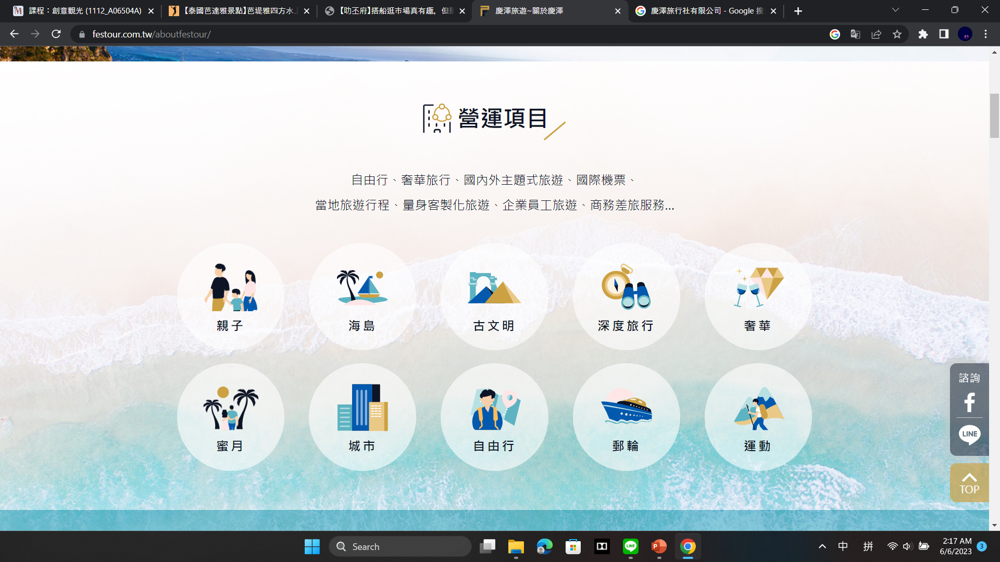 課程：創意觀光 (1112_A06504A)
【泰國芭達雅景點】芭堤雅四方水
【叻丕府】搭船逛市場真有趣，但
慶澤旅遊~關於慶澤
慶澤旅行社有限公司 - Google 搜
festour.com.tw/aboutfestour/
營運項目
自由行、奢華旅行、國內外主題式旅遊、國際機票、
當地旅遊行程、量身客製化旅遊、企業員工旅遊、商務差旅服務...
親子
海島
古文明
深度旅行
奢華
蜜月
城市
自由行
郵輪
運動
諮詢
LINE
TOP
Search
LINE
P
中
拼
2:17 AM
6/6/2023
3